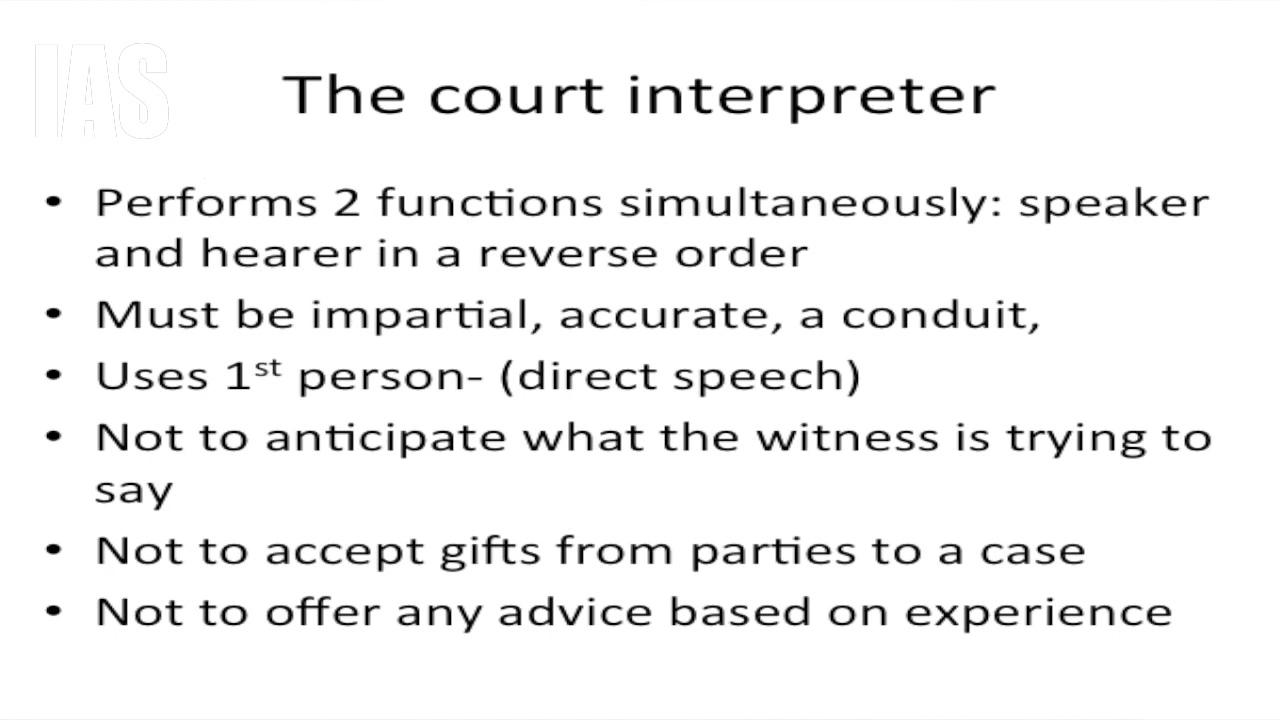 IAS
The court interpreter
• Performs 2 functions simultaneously: speaker
and hearer in a reverse order
• Must be impartial, accurate, a conduit,
• Uses 1st person- (direct speech)
• Not to anticipate what the witness is trying to
say
• Not to accept gifts from parties to a case
• Not to offer any advice based on experience